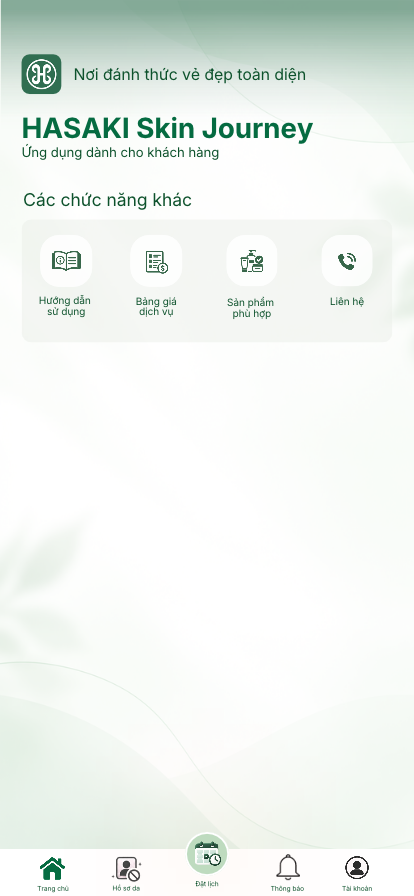 Nơi đánh thức vẻ đẹp toàn diện
HASAKI Skin Journey
Ứng dụng dành cho khách hàng
Các chức năng khác
Hướng dẫn
sử dụng
Bảng giá
dịch vụ
Sản phẩm
phù hợp
Liên hệ
Trang chủ
Hồ sơ da
Đặt lịch
Thông báo
Tài khoản